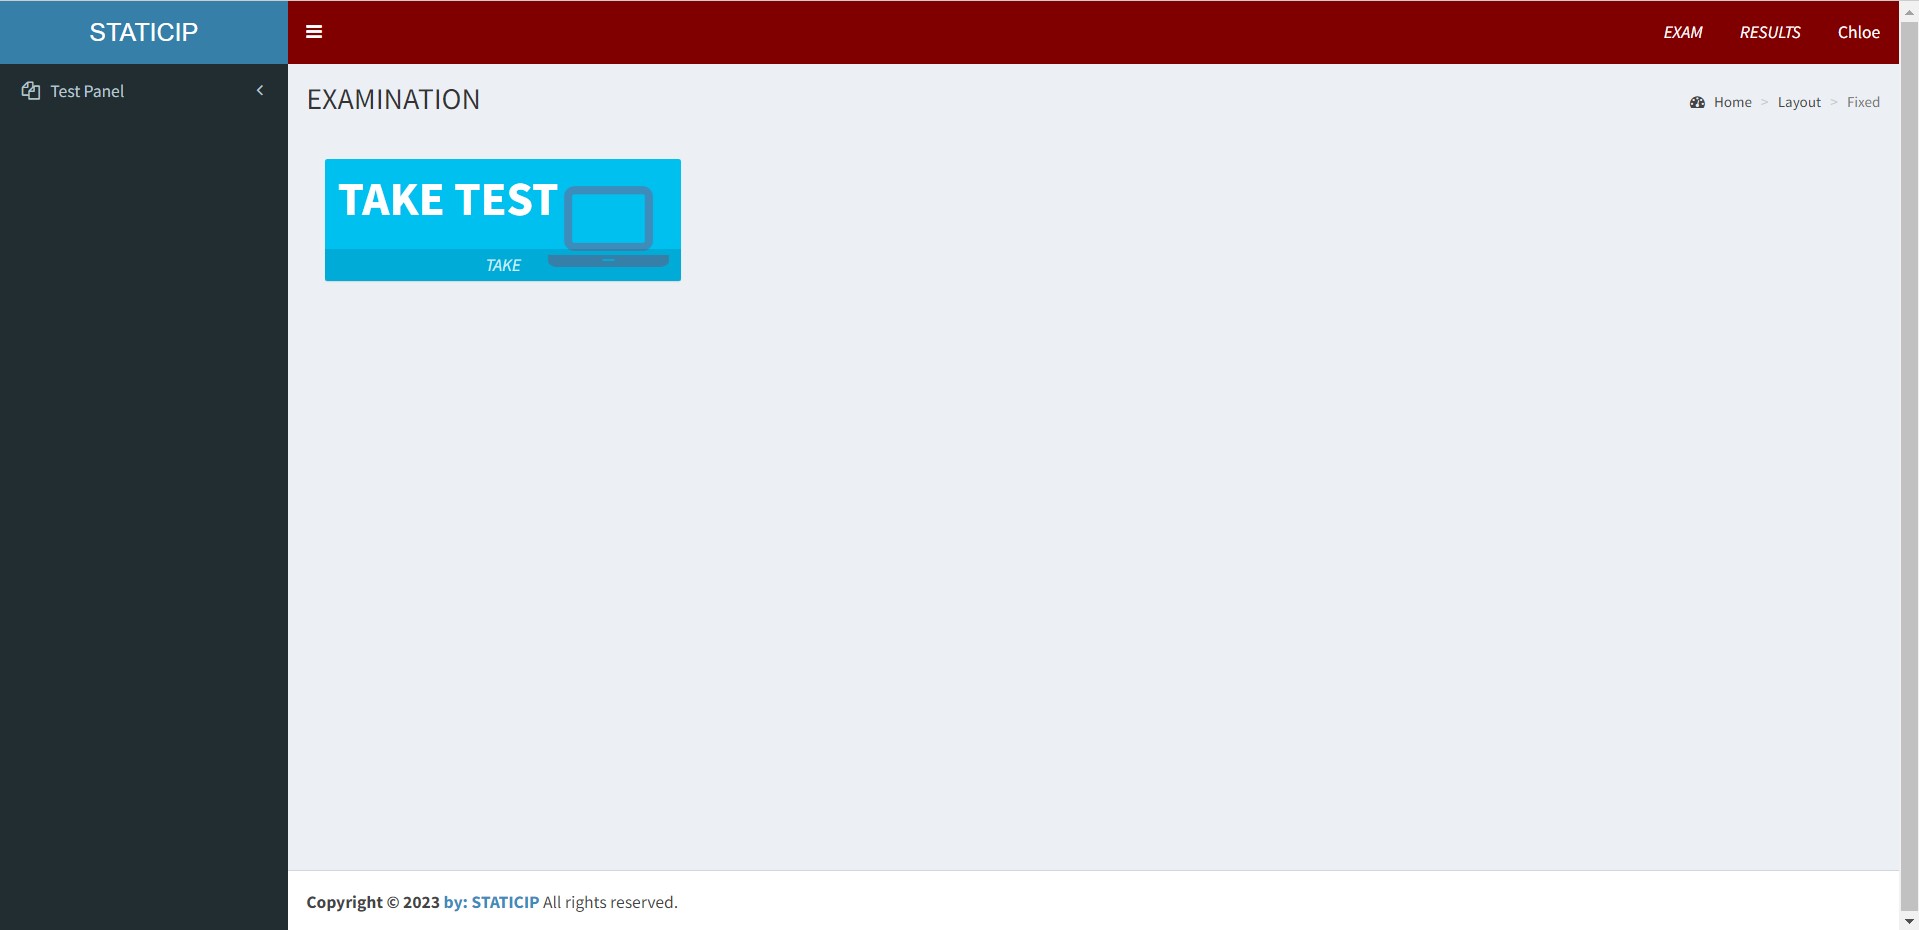 STATICIP
EXAM RESULTS Chloe
Test Panel
EXAMINATION
Home > Layout > Fixed
TAKE TEST
TAKE
Copyright © 2023 by: STATICIP All rights reserved.